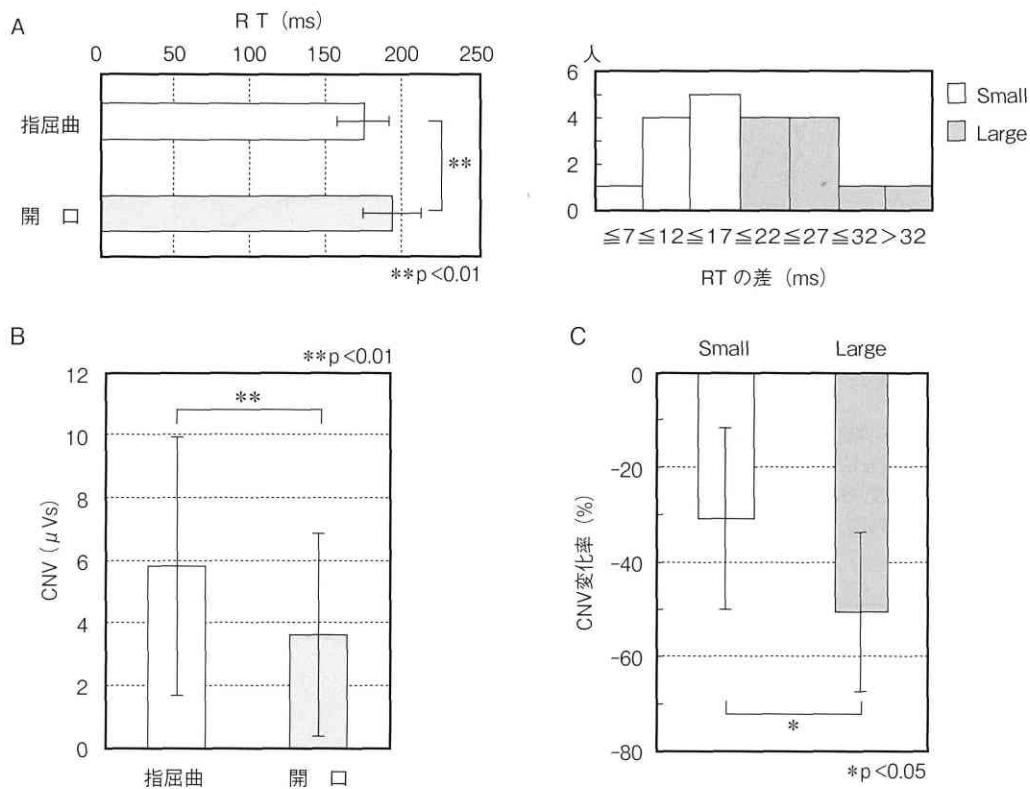 A
R T (ms)
0 50 100 150 200 250
指屈曲
開 口
**
**p<0.01
人
6
4
2
0
≦7≦12≦17≦22≦27≦32>32
RT の差 (ms)
Small
Large
B
**p<0.01
CNV (μVs)
12
10
8
6
4
2
0
**
指屈曲 開 口
C
Small Large
CNV変化率 (%)
0
-20
-40
-60
-80
*
*p<0.05